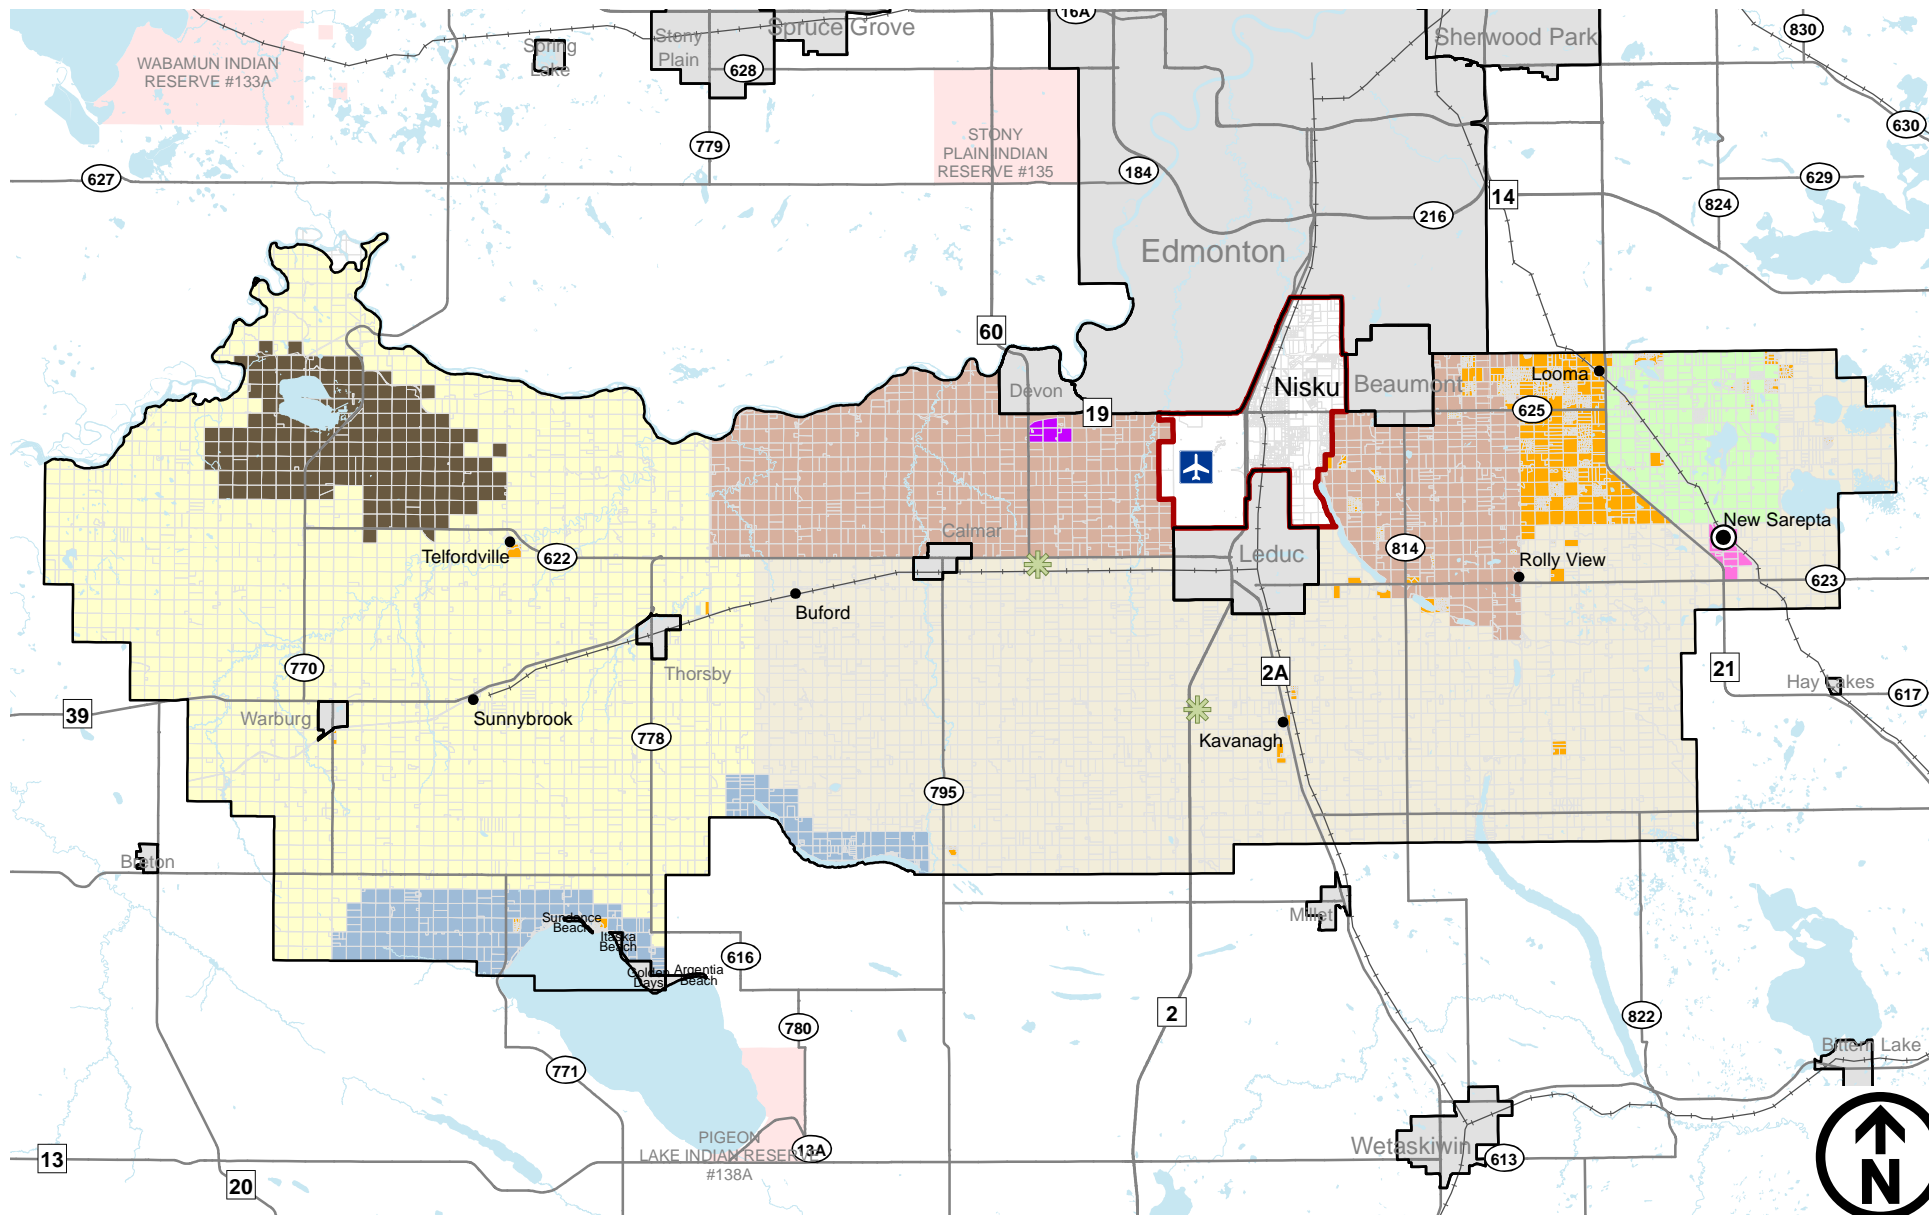 16A
Spruce Grove
830
Stony
Plain
Sherwood Park
Spring
Lake
WABAMUN INDIAN
RESERVE #133A
628
630
STONY
PLAIN INDIAN
RESERVE #135
779
184
627
629
14
824
216
Edmonton
60
Nisku
Looma
Beaumont
Devon
19
625
New Sarepta
Calmar
Telfordville
622
Leduc
814
Rolly View
623
Buford
770
Thorsby
2A
21
Hay Lakes
617
39
Warburg
Sunnybrook
778
Kavanagh
795
Breton
Millet
Sundance
Beach
Itaska
Beach
616
Golden
Days
Argentia
Beach
2
822
780
Bittern Lake
771
PIGEON
LAKE INDIAN RESERVE
#138A
13A
Wetaskiwin
613
13
20
N